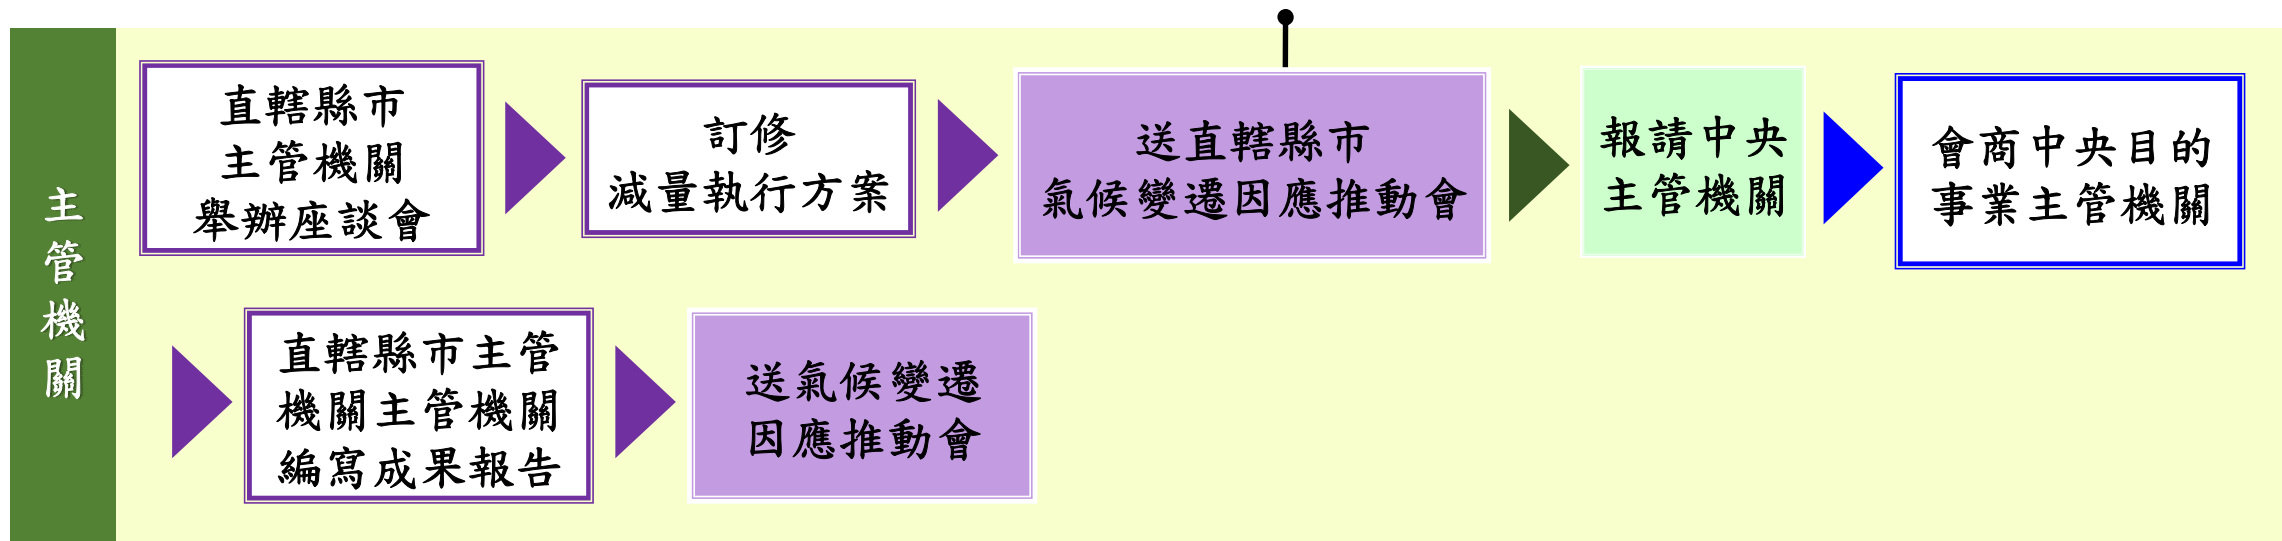 主管機關
直轄縣市
主管機關
舉辦座談會
訂修
減量執行方案
送直轄縣市
氣候變遷因應推動會
報請中央
主管機關
會商中央目的
事業主管機關
直轄縣市主管
機關主管機關
編寫成果報告
送氣候變遷
因應推動會